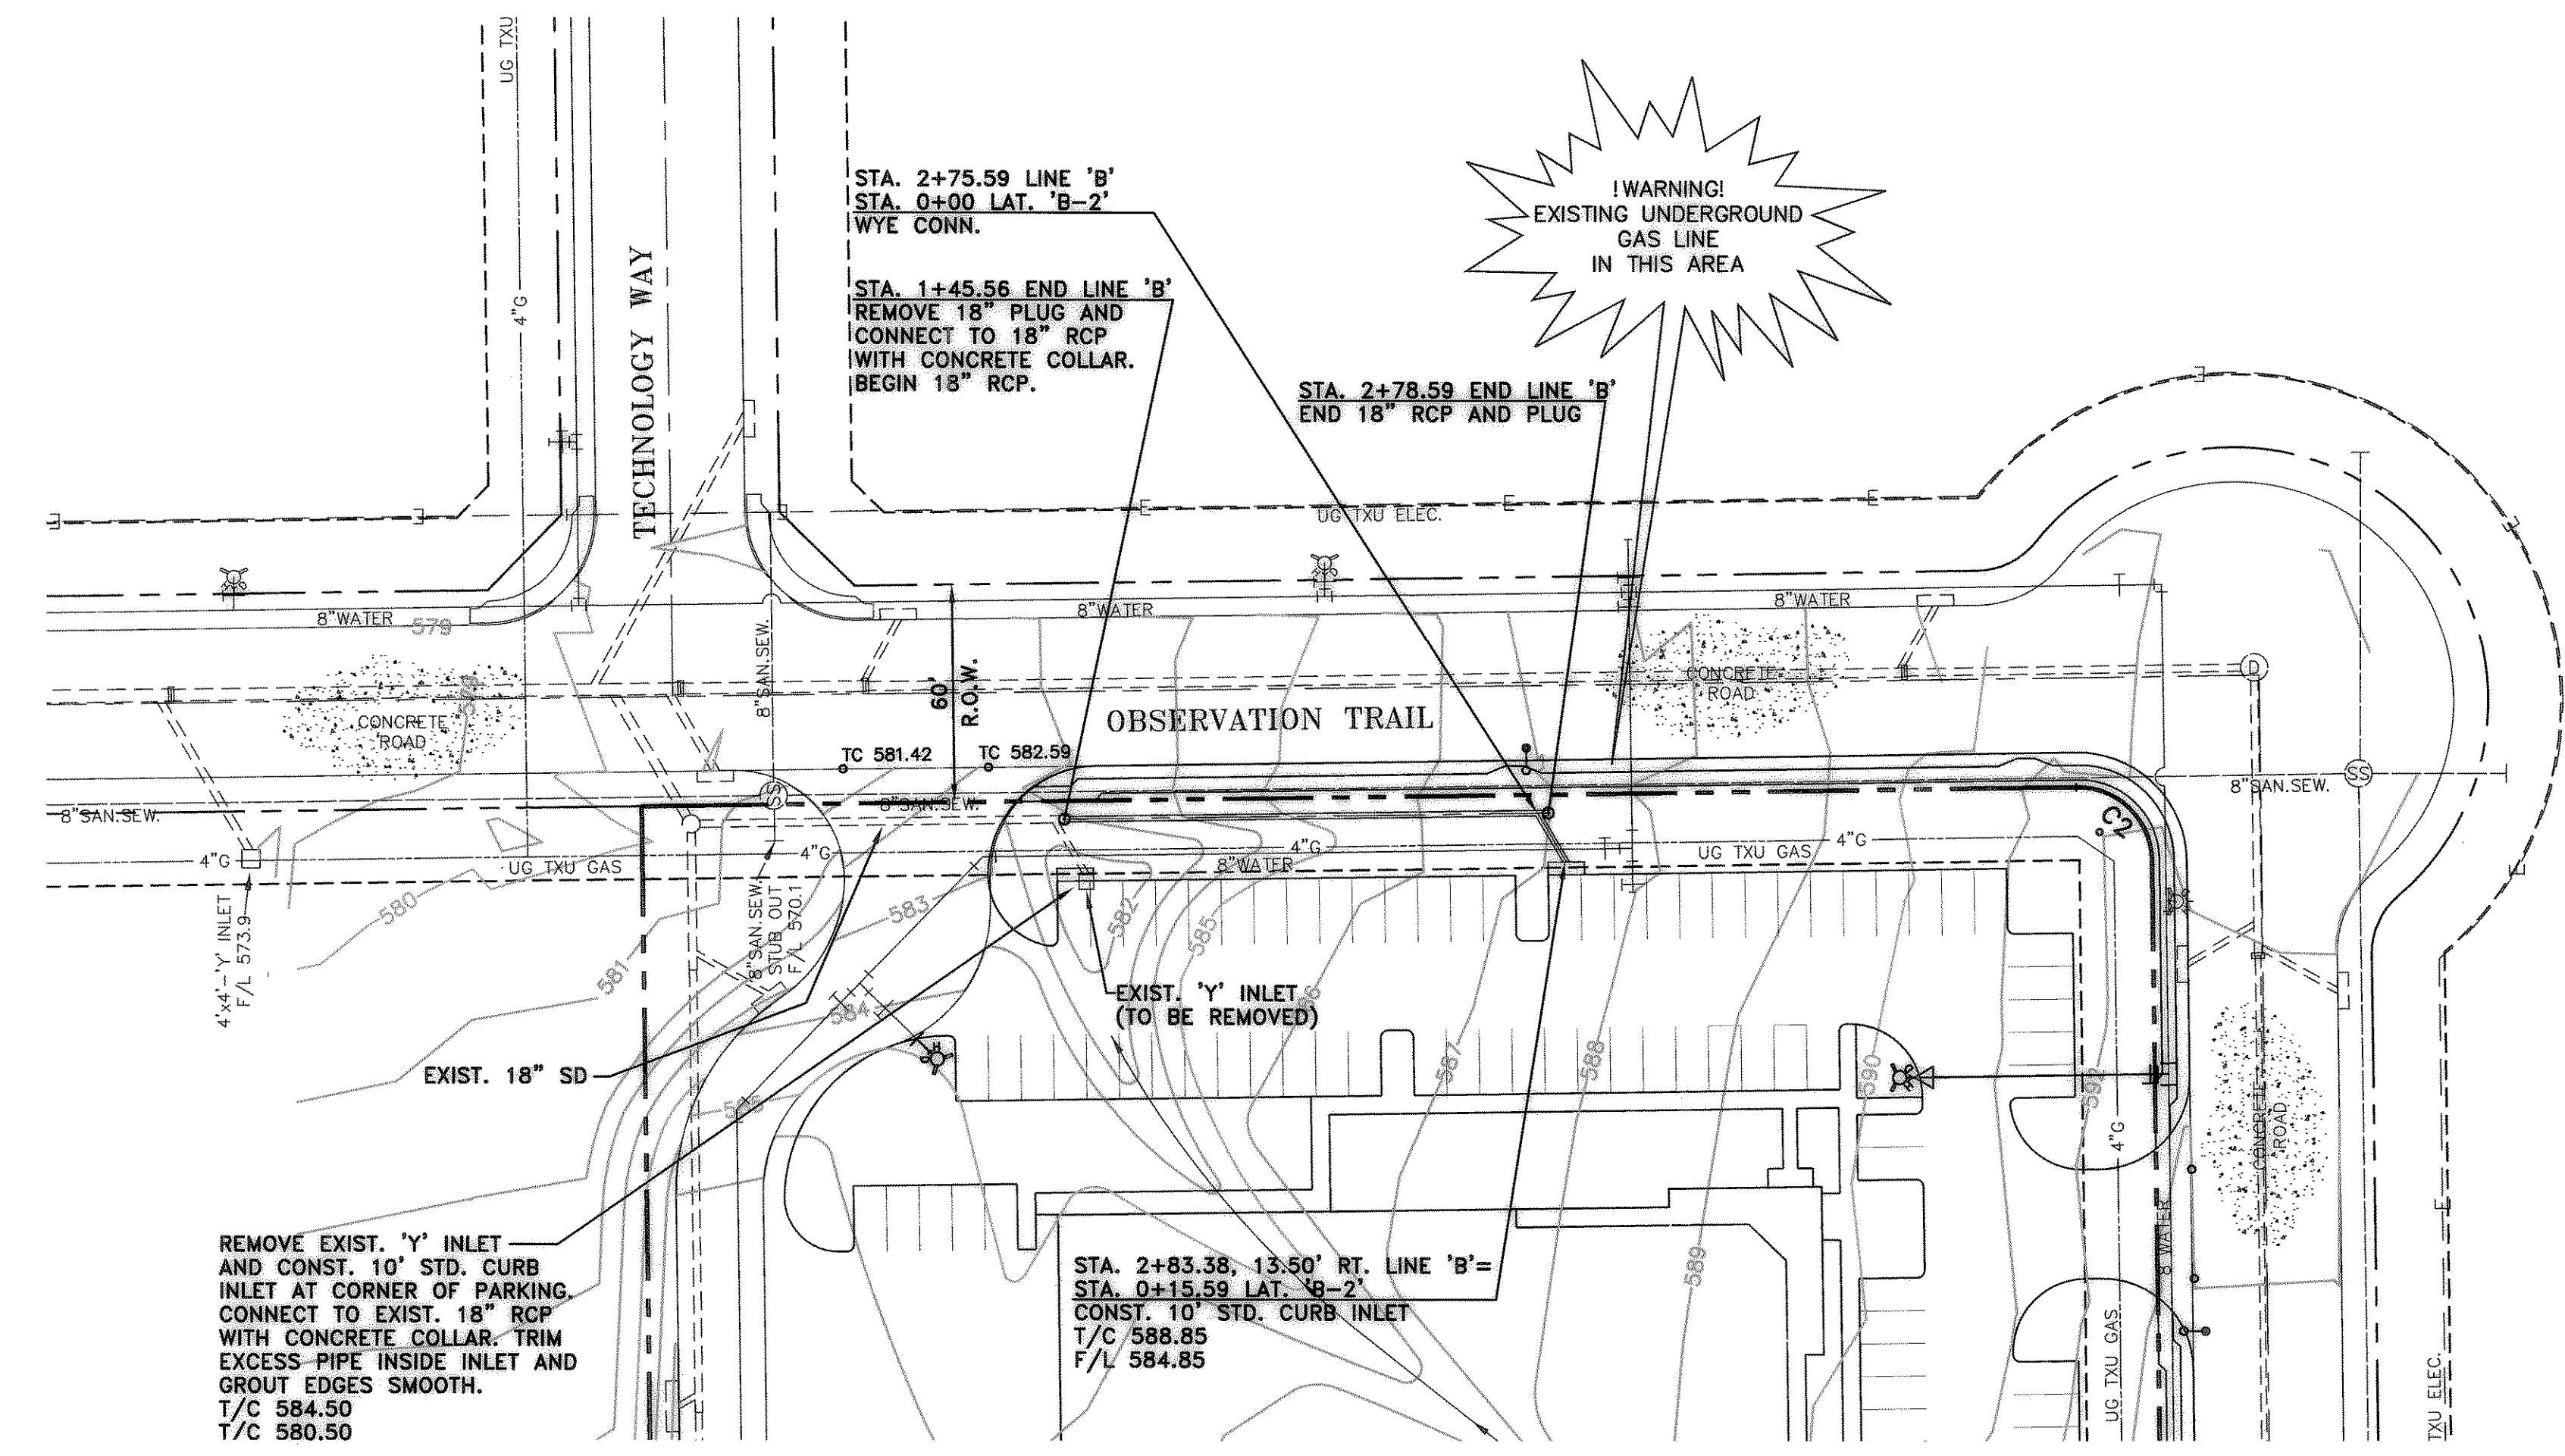 UG TXU
4"G
TECHNOLOGY WAY
STA. 2+75.59 LINE 'B'
STA. 0+00 LAT. 'B-2'
WYE CONN.
STA. 1+45.56 END LINE 'B'
REMOVE 18" PLUG AND
CONNECT TO 18" RCP
WITH CONCRETE COLLAR.
BEGIN 18" RCP.
!WARNING!
EXISTING UNDERGROUND
GAS LINE
IN THIS AREA
STA. 2+78.59 END LINE 'B'
END 18" RCP AND PLUG
E
E
E
E
E
E
UG TXU ELEC.
E
E
8"WATER
579
8"WATER
8"WATER
8"SAN.SEW.
60'
R.O.W.
CONCRETE
ROAD
579
OBSERVATION TRAIL
CONCRETE
ROAD
D
TC 581.42
TC 582.59
8"SAN.SEW.
SS
8"SAN.SEW.
8"SAN.SEW.
SS
C2
4"G
UG TXU GAS
4"G
4"G
8"WATER
UG TXU GAS
4"G
E
4'x4'-'Y' INLET
F/L 573.9
580
581
8"SAN.SEW.
STUB OUT
F/L 570.1
583
582
585
584
586
EXIST. 'Y' INLET
(TO BE REMOVED)
EXIST. 18" SD
585
587
588
590
592
4"G
CONCRETE
ROAD
REMOVE EXIST. 'Y' INLET
AND CONST. 10' STD. CURB
INLET AT CORNER OF PARKING.
CONNECT TO EXIST. 18" RCP
WITH CONCRETE COLLAR. TRIM
EXCESS PIPE INSIDE INLET AND
GROUT EDGES SMOOTH.
T/C 584.50
T/C 580.50
STA. 2+83.38, 13.50' RT. LINE 'B'=
STA. 0+15.59 LAT. 'B-2'
CONST. 10' STD. CURB INLET
T/C 588.85
F/L 584.85
589
8"WATER
E
UG TXU GAS
TXU ELEC.